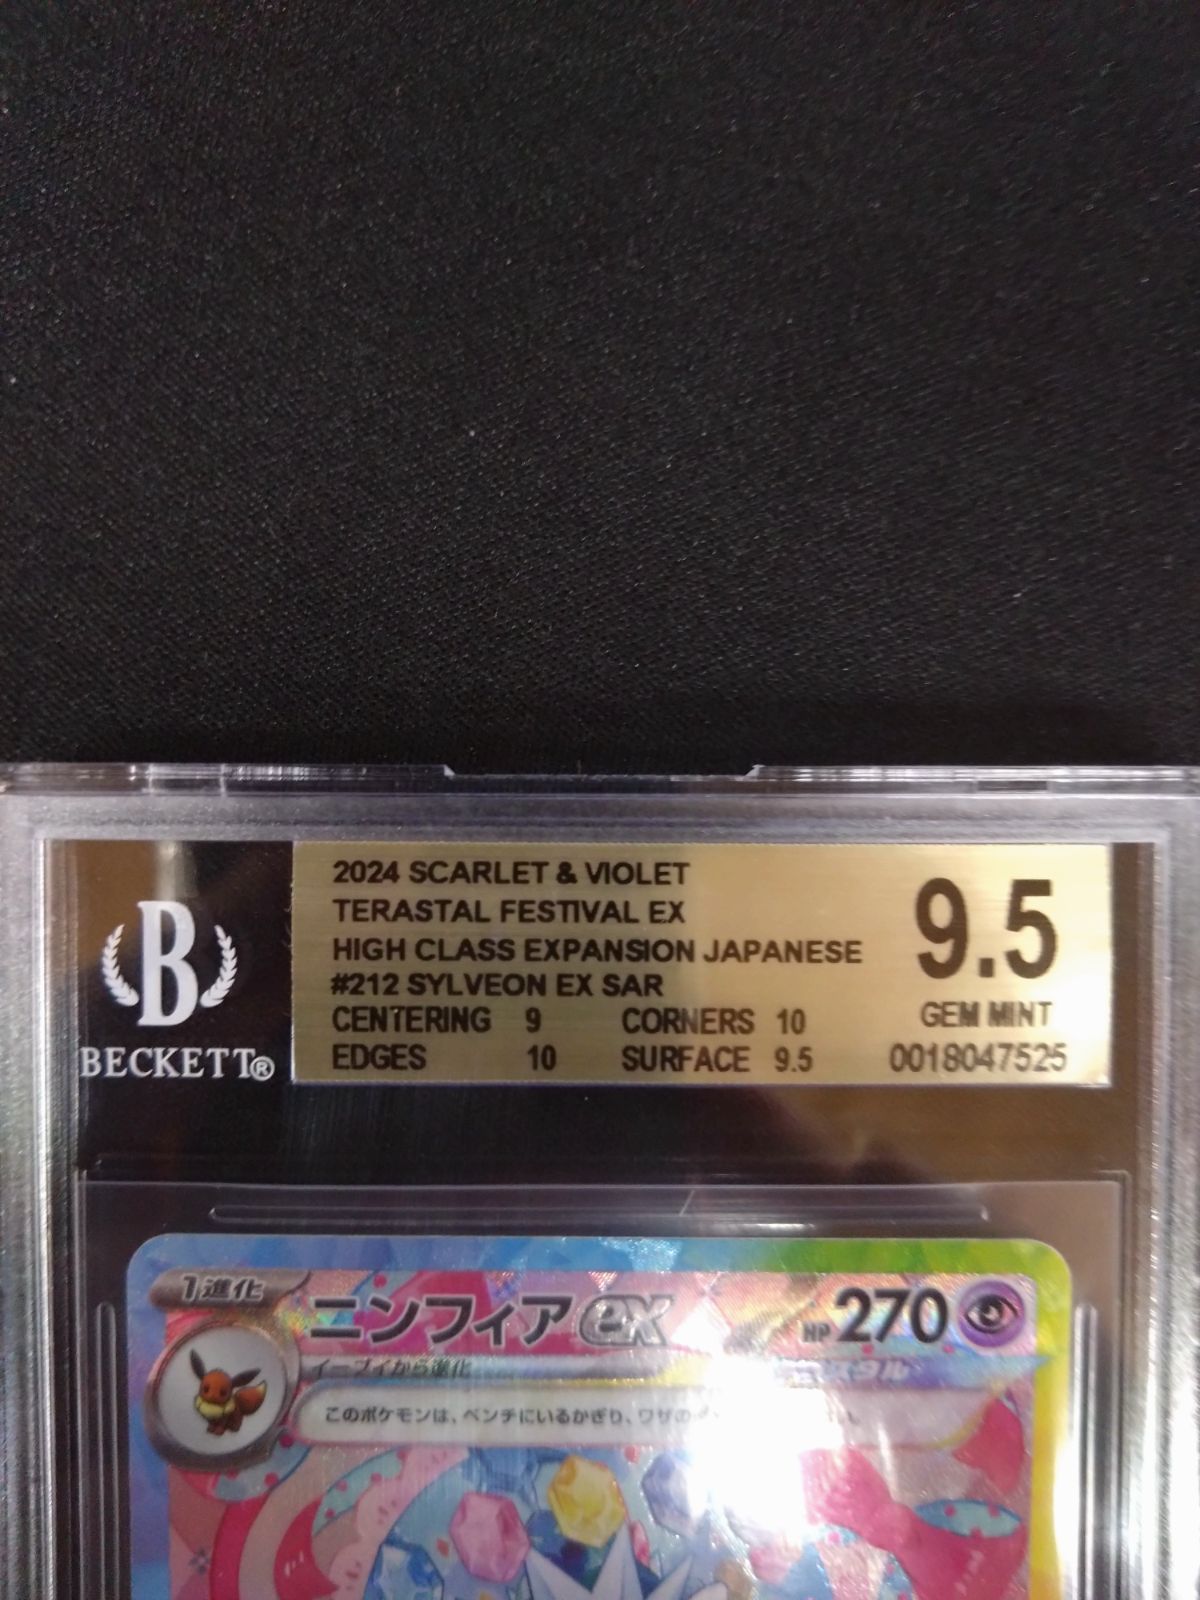 2024 SCARLET & VIOLET
TERASTAL FESTIVAL EX
HIGH CLASS EXPANSION JAPANESE
#212 SYLVEON EX SAR
CENTERING 9 CORNERS 10
EDGES 10 SURFACE 9.5
9.5
GEM MINT
0018047525
B
BECKETT®
1進化
ニンフィアex
HP 270
イーブイから進化
このポケモンは、ベンチにいるかぎり、ワザの